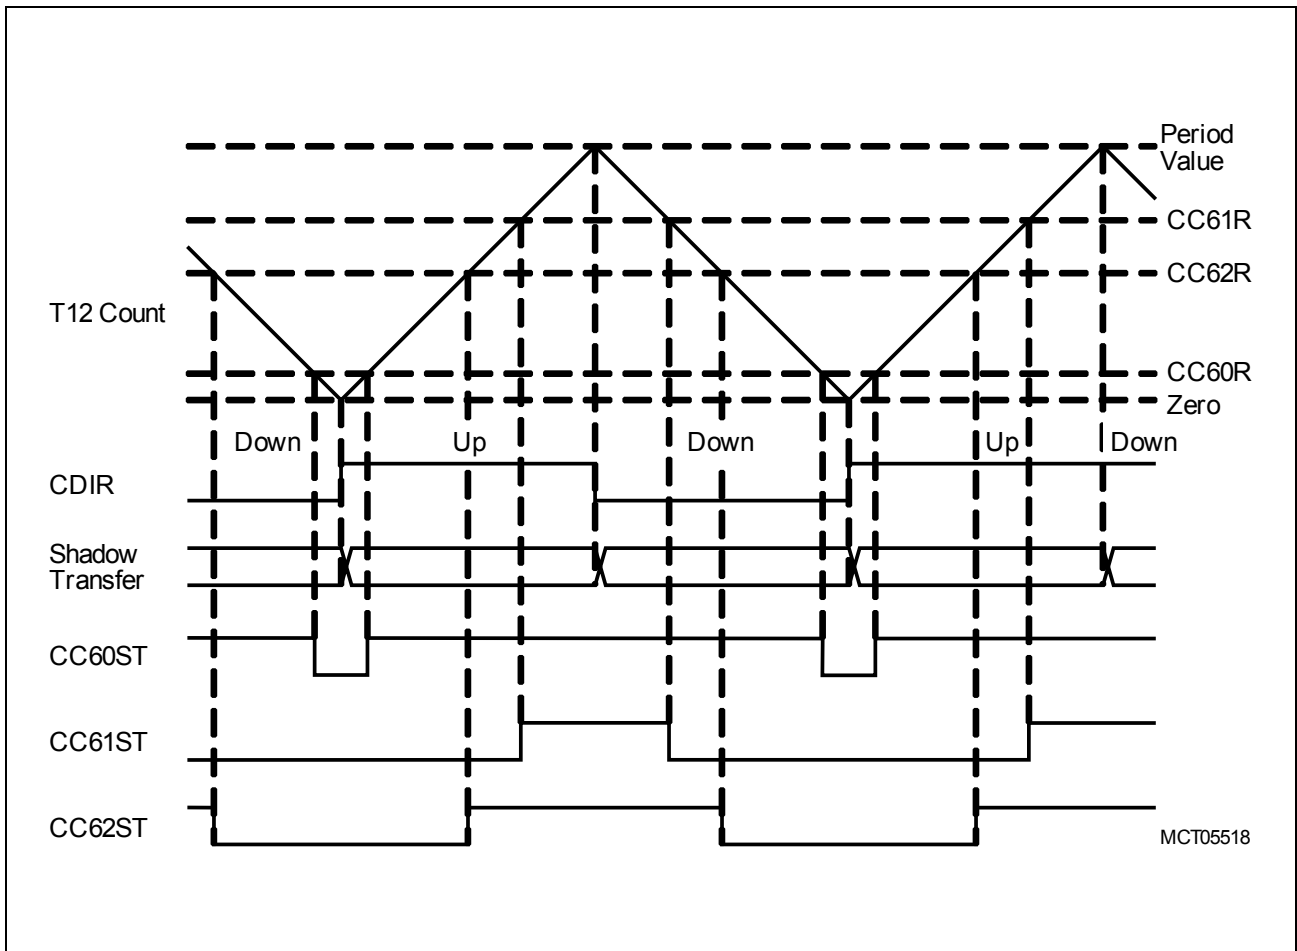 Period
Value
CC61R
CC62R
T12 Count
CC60R
Zero
Down
Up
Down
Up
Down
CDIR
Shadow
Transfer
CC60ST
CC61ST
CC62ST
MCT05518